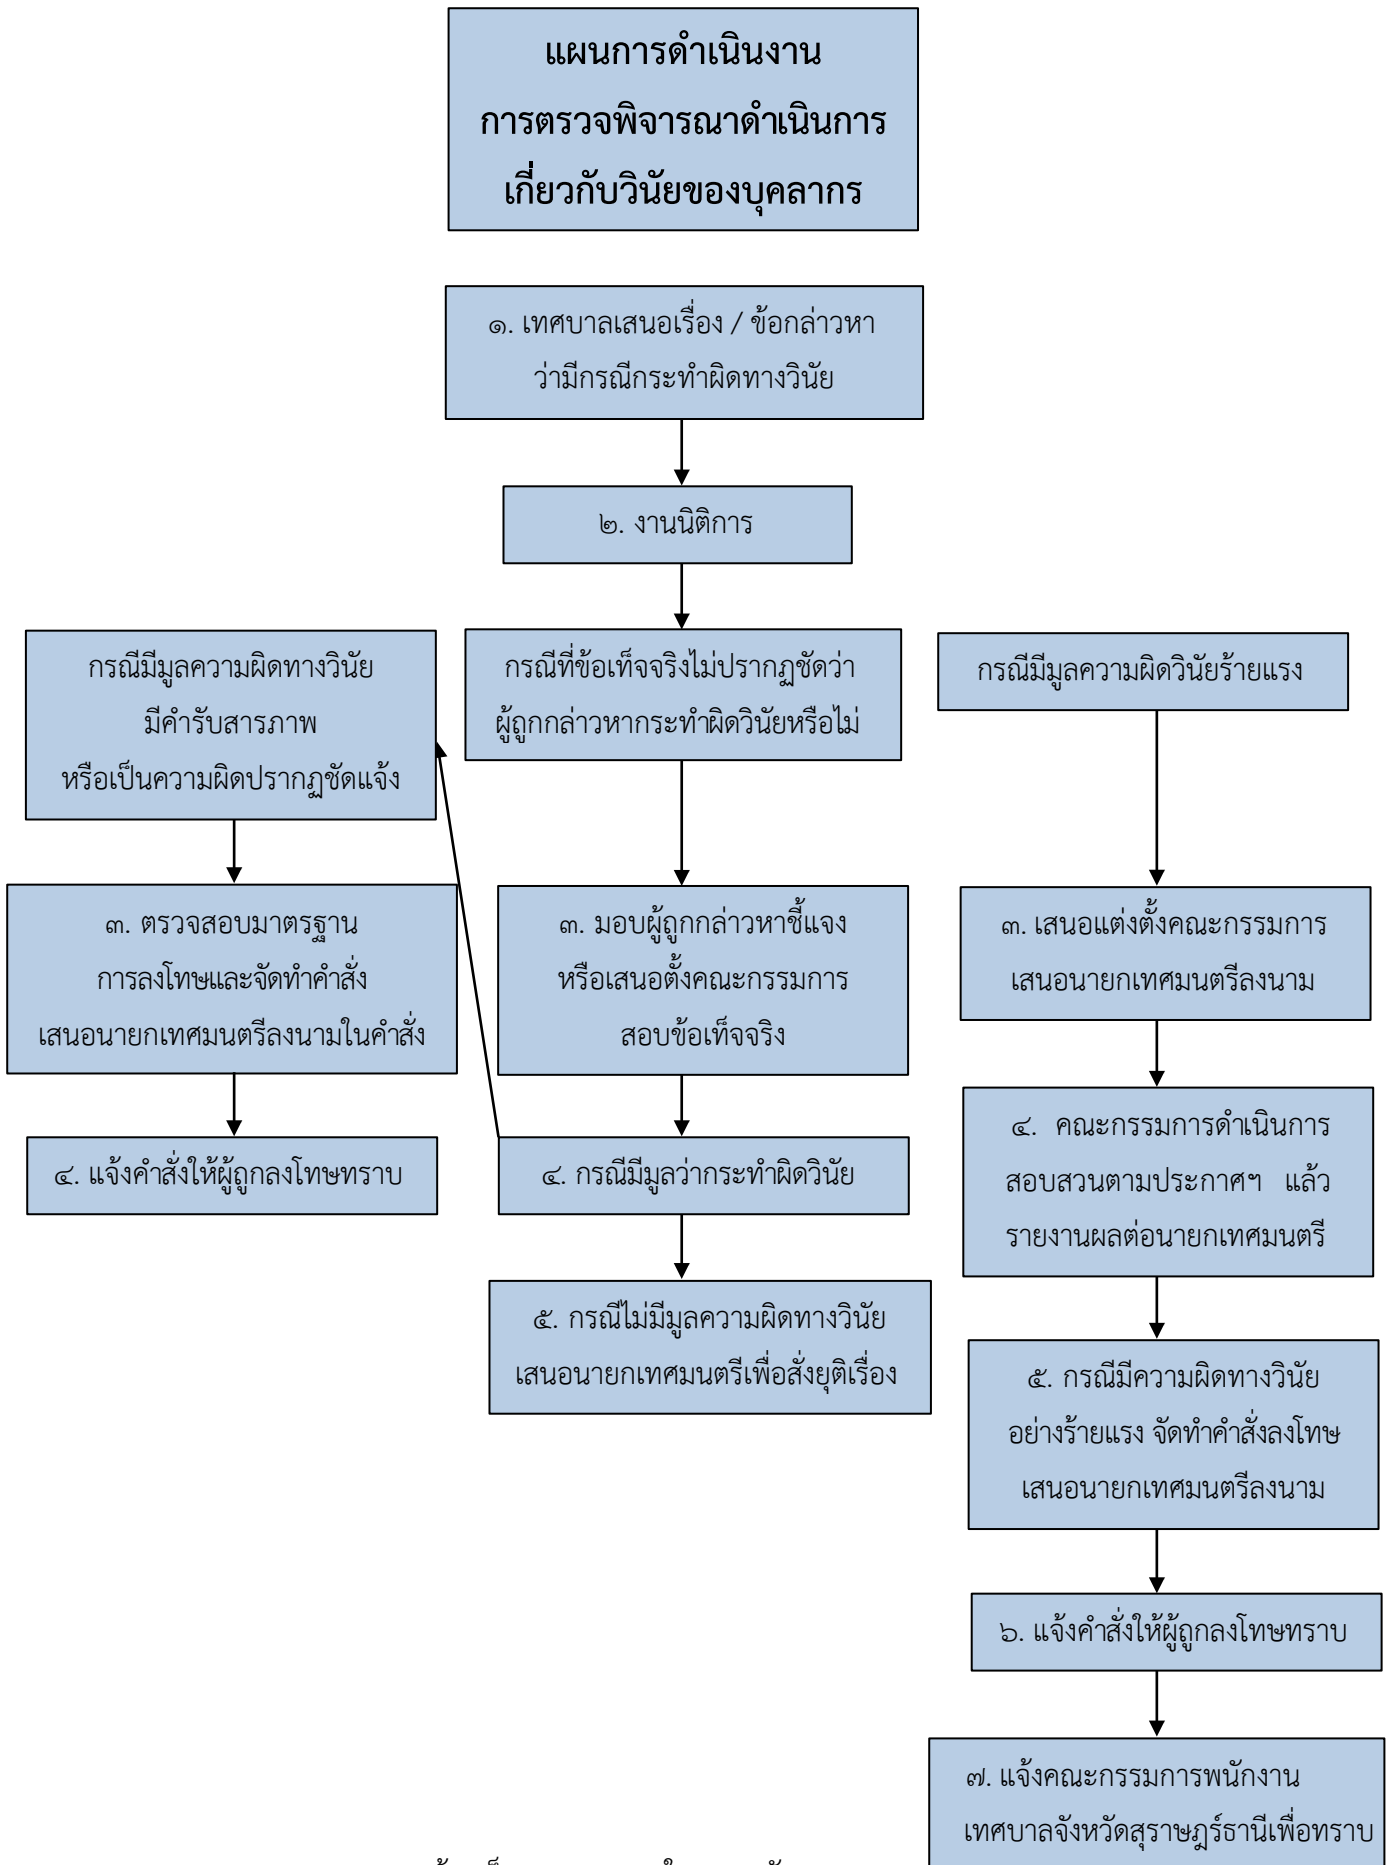 แผนการดำเนินงาน
การตรวจพิจารณาดำเนินการ
เกี่ยวกับวินัยของบุคลากร
๑. เทศบาลเสนอเรื่อง / ข้อกล่าวหา
ว่ามีกรณีกระทำผิดทางวินัย
๒. งานนิติการ
กรณีมีมูลความผิดทางวินัย
มีคำรับสารภาพ
หรือเป็นความผิดปรากฏชัดแจ้ง
๓. ตรวจสอบมาตรฐาน
การลงโทษและจัดทำคำสั่ง
เสนอนายกเทศมนตรีลงนามในคำสั่ง
๔. แจ้งคำสั่งให้ผู้ถูกลงโทษทราบ
กรณีที่ข้อเท็จจริงไม่ปรากฏชัดว่า
ผู้ถูกกล่าวหากระทำผิดวินัยหรือไม่
๓. มอบผู้ถูกกล่าวหาชี้แจง
หรือเสนอตั้งคณะกรรมการ
สอบข้อเท็จจริง
๔. กรณีมีมูลว่ากระทำผิดวินัย
๕. กรณีไม่มีมูลความผิดทางวินัย
เสนอนายกเทศมนตรีเพื่อสั่งยุติเรื่อง
กรณีมีมูลความผิดวินัยร้ายแรง
๓. เสนอแต่งตั้งคณะกรรมการ
เสนอนายกเทศมนตรีลงนาม
๔. คณะกรรมการดำเนินการ
สอบสวนตามประกาศฯ แล้ว
รายงานผลต่อนายกเทศมนตรี
๕. กรณีมีความผิดทางวินัย
อย่างร้ายแรง จัดทำคำสั่งลงโทษ
เสนอนายกเทศมนตรีลงนาม
๖. แจ้งคำสั่งให้ผู้ถูกลงโทษทราบ
๗. แจ้งคณะกรรมการพนักงาน
เทศบาลจังหวัดสุราษฎร์ธานีเพื่อทราบ